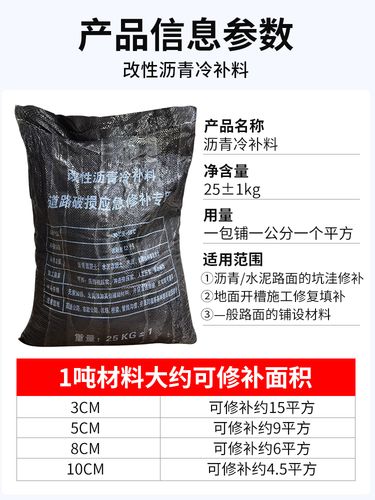 产品信息参数
改性沥青冷补料
改性沥青冷补料
道路破损应急修补专
重量：25KG±1
产品名称
沥青冷补料
净含量
25±1kg
用量
一包铺一公分一个平方
适用范围
①沥青/水泥路面的坑洼修补
②地面开槽施工修复填补
③一般路面的铺设材料
1吨材料大约可修补面积
3CM 可修补约15平方
5CM 可修补约9平方
8CM 可修补约6平方
10CM 可修补约4.5平方